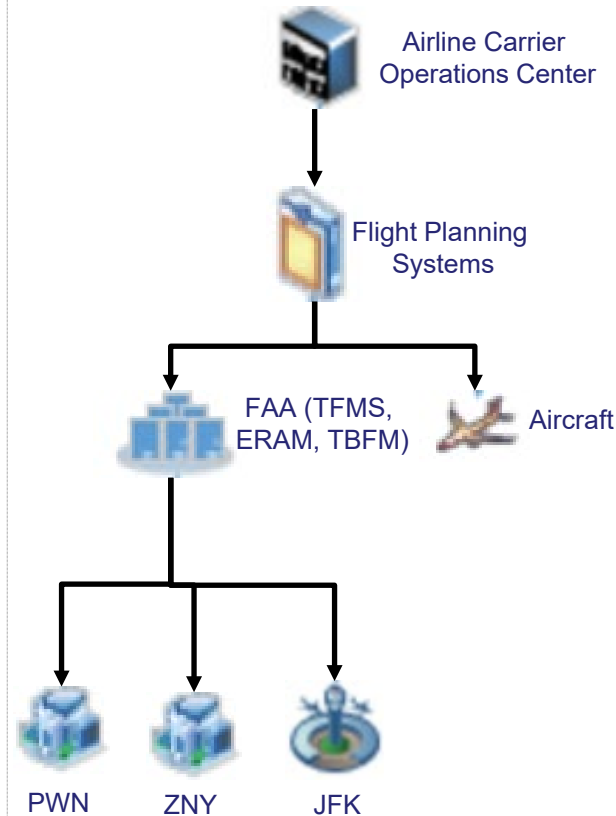 Airline Carrier
Operations Center
Flight Planning
Systems
FAA (TFMS,
ERAM, TBFM)
Aircraft
PWN
ZNY
JFK